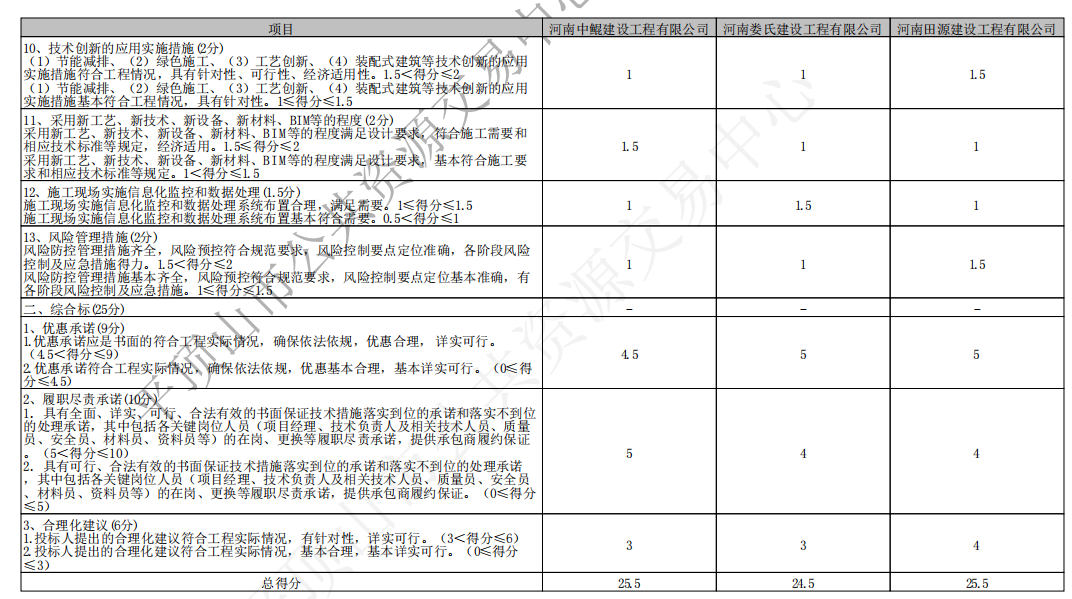 项目 河南中鲲建设工程有限公司 河南娄氏建设工程有限公司 河南田源建设工程有限公司
10、技术创新的应用实施措施(2分)
（1）节能减排、（2）绿色施工、（3）工艺创新、（4）装配式建筑等技术创新的应用
实施措施符合工程情况，具有针对性、可行性、经济适用性。1.5<得分≤2
（1）节能减排、（2）绿色施工、（3）工艺创新、（4）装配式建筑等技术创新的应用
实施措施基本符合工程情况，具有针对性。1≤得分≤1.5
1 1 1.5
11、采用新工艺、新技术、新设备、新材料、BIM等的程度(2分)
采用新工艺、新技术、新设备、新材料、BIM等的程度满足设计要求，符合施工需要和
相应技术标准等规定，经济适用。1.5≤得分≤2
采用新工艺、新技术、新设备、新材料、BIM等的程度满足设计要求，基本符合施工要
求和相应技术标准等规定。1<得分≤1.5
1.5 1 1
12、施工现场实施信息化监控和数据处理(1.5分)
施工现场实施信息化监控和数据处理系统布置合理，满足需要。1≤得分≤1.5
施工现场实施信息化监控和数据处理系统布置基本符合需要。0.5<得分≤1
1 1.5 1
13、风险管理措施(2分)
风险防控管理措施齐全，风险预控符合规范要求，风险控制要点定位准确，各阶段风险
控制及应急措施得力。1.5<得分≤2
风险防控管理措施基本齐全，风险预控符合规范要求，风险控制要点定位基本准确，有
各阶段风险控制及应急措施。1≤得分≤1.5
1 1 1.5
二、综合标(25分) – – –
1、优惠承诺(9分)
1.优惠承诺应是书面的符合工程实际情况，确保依法依规，优惠合理， 详实可行。
（4.5<得分≤9）
2.优惠承诺符合工程实际情况，确保依法依规，优惠基本合理，基本详实可行。（0≤得
分≤4.5）
4.5 5 5
2、履职尽责承诺(10分)
1. 具有全面、详实、可行、合法有效的书面保证技术措施落实到位的承诺和落实不到位
的处理承诺，其中包括各关键岗位人员（项目经理、技术负责人及相关技术人员、质量
员、安全员、材料员、资料员等）的在岗、更换等履职尽责承诺，提供承包商履约保证
。（5<得分≤10）
2. 具有可行、合法有效的书面保证技术措施落实到位的承诺和落实不到位的处理承诺
，其中包括各关键岗位人员（项目经理、技术负责人及相关技术人员、质量员、安全员
、材料员、资料员等）的在岗、更换等履职尽责承诺，提供承包商履约保证。（0≤得分
≤5）
5 4 4
3、合理化建议(6分)
1.投标人提出的合理化建议符合工程实际情况，有针对性，详实可行。（3<得分≤6）
2.投标人提出的合理化建议符合工程实际情况，基本合理，基本详实可行。（0≤得分
≤3）
3 3 4
总得分 25.5 24.5 25.5
平顶山市公共资源交易中心
平顶山市公共资源交易中心